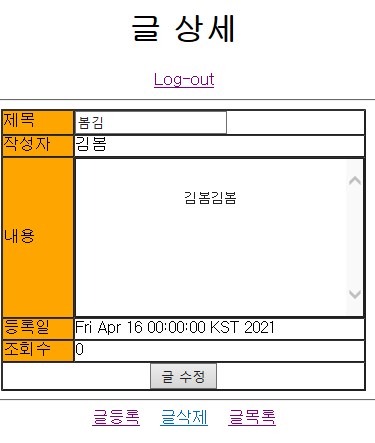 글 상세
Log-out
제목 봄김
작성자 김봄
내용 김봄김봄
등록일 Fri Apr 16 00:00:00 KST 2021
조회수 0
글 수정
글등록 글삭제 글목록